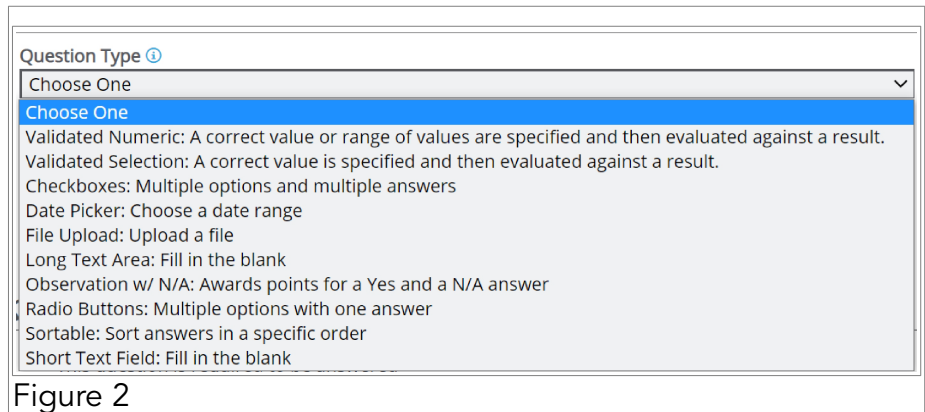 Question Type
Choose One
Choose One
Validated Numeric: A correct value or range of values are specified and then evaluated against a result.
Validated Selection: A correct value is specified and then evaluated against a result.
Checkboxes: Multiple options and multiple answers
Date Picker: Choose a date range
File Upload: Upload a file
Long Text Area: Fill in the blank
Observation w/ N/A: Awards points for a Yes and a N/A answer
Radio Buttons: Multiple options with one answer
Sortable: Sort answers in a specific order
Short Text Field: Fill in the blank
Figure 2